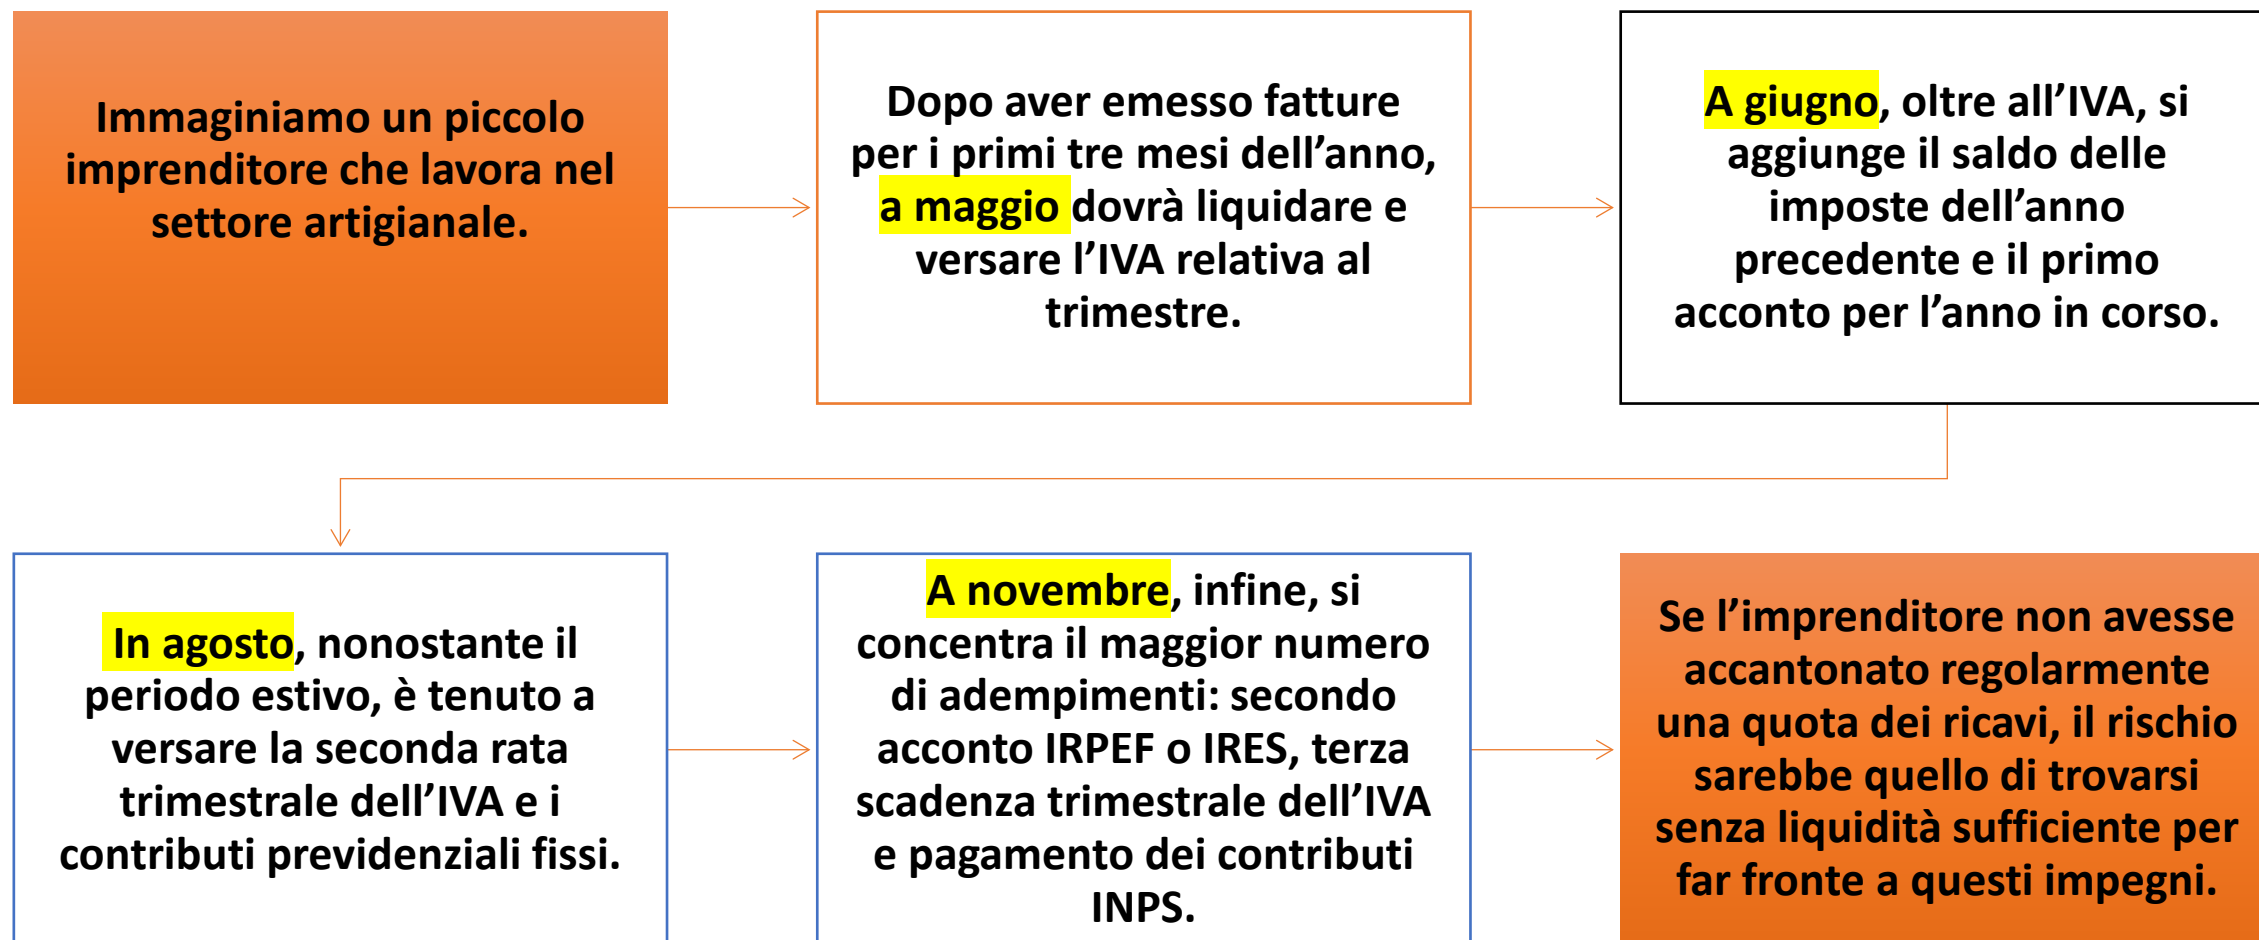 Immaginiamo un piccolo
imprenditore che lavora nel
settore artigianale.
Dopo aver emesso fatture
per i primi tre mesi dell’anno,
a maggio dovrà liquidare e
versare l’IVA relativa al
trimestre.
A giugno, oltre all’IVA, si
aggiunge il saldo delle
imposte dell’anno
precedente e il primo
acconto per l’anno in corso.
In agosto, nonostante il
periodo estivo, è tenuto a
versare la seconda rata
trimestrale dell’IVA e i
contributi previdenziali fissi.
A novembre, infine, si
concentra il maggior numero
di adempimenti: secondo
acconto IRPEF o IRES, terza
scadenza trimestrale dell’IVA
e pagamento dei contributi
INPS.
Se l’imprenditore non avesse
accantonato regolarmente
una quota dei ricavi, il rischio
sarebbe quello di trovarsi
senza liquidità sufficiente per
far fronte a questi impegni.